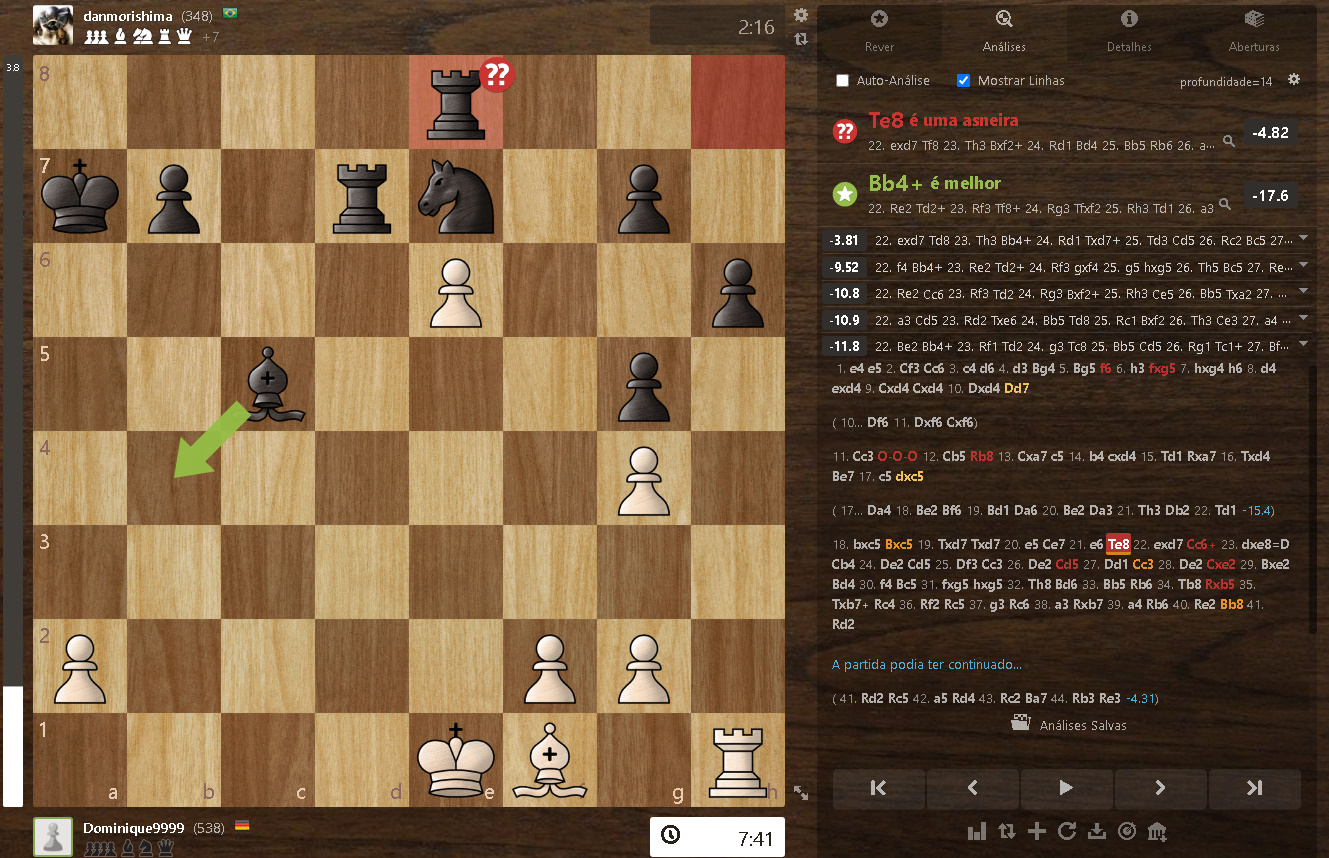 danmorishima (348)
+7
2:16
3.8
8
7
6
5
4
3
2
1
a b c d e f g h
??
Dominique9999 (538)
7:41
Rever Análises Detalhes Aberturas
Auto-Análise Mostrar Linhas profundidade=14
?? Te8 é uma asneira -4.82
22. exd7 Tf8 23. Th3 Bxf2+ 24. Rd1 Bd4 25. Bb5 Rb6 26. a...
Bb4+ é melhor -17.6
22. Re2 Td2+ 23. Rf3 Tf8+ 24. Rg3 Tfxf2 25. Rh3 Td1 26. a3
-3.81 22. exd7 Td8 23. Th3 Bb4+ 24. Rd1 Txd7+ 25. Td3 Cd5 26. Rc2 Bc5 27...
-9.52 22. f4 Bb4+ 23. Re2 Td2+ 24. Rf3 gxf4 25. g5 hxg5 26. Th5 Bc5 27. Re...
-10.8 22. Re2 Cc6 23. Rf3 Td2 24. Rg3 Bxf2+ 25. Rh3 Ce5 26. Bb5 Txa2 27. ...
-10.9 22. a3 Cd5 23. Rd2 Txe6 24. Bb5 Td8 25. Rc1 Bxf2 26. Th3 Ce3 27. a4 ...
-11.8 22. Be2 Bb4+ 23. Rf1 Td2 24. g3 Tc8 25. Bb5 Cd5 26. Rg1 Tc1+ 27. Bf...
1. e4 e5 2. Cf3 Cc6 3. c4 d6 4. d3 Bg4 5. Bg5 f6 6. h3 fxg5 7. hxg4 h6 8. d4
exd4 9. Cxd4 Cxd4 10. Dxd4 Dd7
( 10... Df6 11. Dxf6 Cxf6)
11. Cc3 O-O-O 12. Cb5 Rb8 13. Cxa7 c5 14. b4 cxd4 15. Td1 Rxa7 16. Txd4
Be7 17. c5 dxc5
( 17... Da4 18. Be2 Bf6 19. Bd1 Da6 20. Be2 Da3 21. Th3 Db2 22. Td1 -15.4)
18. bxc5 Bxc5 19. Txd7 Txd7 20. e5 Ce7 21. e6 Te8 22. exd7 Cc6+ 23. dxe8=D
Cb4 24. De2 Cd5 25. Df3 Cc3 26. De2 Cd5 27. Dd1 Cc3 28. De2 Cxe2 29. Bxe2
Bd4 30. f4 Bc5 31. fxg5 hxg5 32. Th8 Bd6 33. Bb5 Rb6 34. Tb8 Rxb5 35.
Txb7+ Rc4 36. Rf2 Rc5 37. g3 Rc6 38. a3 Rxb7 39. a4 Rb6 40. Re2 Bb8 41.
Rd2
A partida podia ter continuado...
( 41. Rd2 Rc5 42. a5 Rd4 43. Rc2 Ba7 44. Rb3 Re3 -4.31)
Análises Salvas